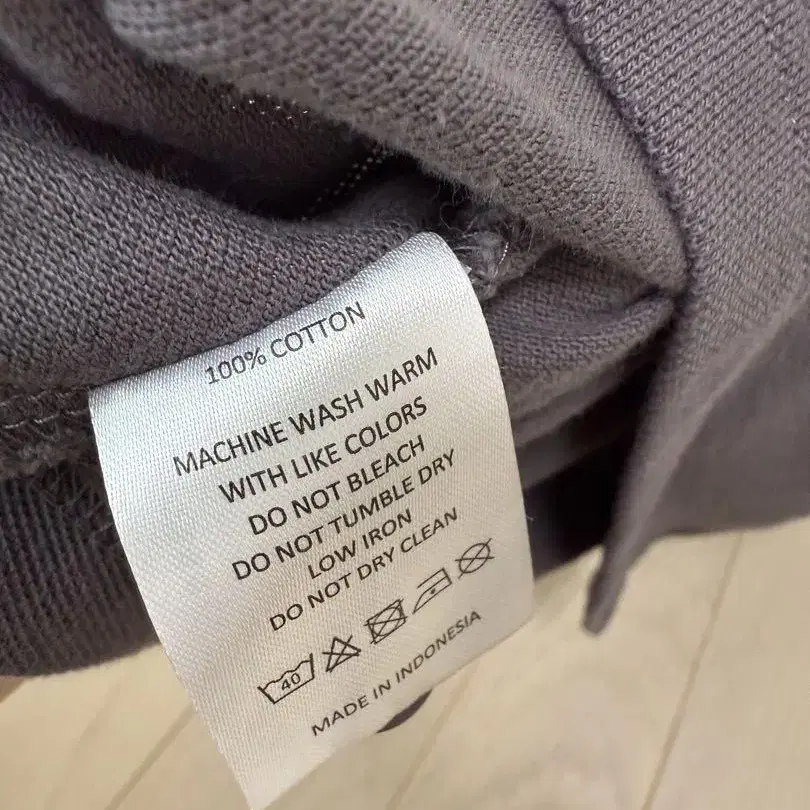 100% COTTON
MACHINE WASH WARM
WITH LIKE COLORS
DO NOT BLEACH
DO NOT TUMBLE DRY
LOW IRON
DO NOT DRY CLEAN
40
MADE IN INDONESIA